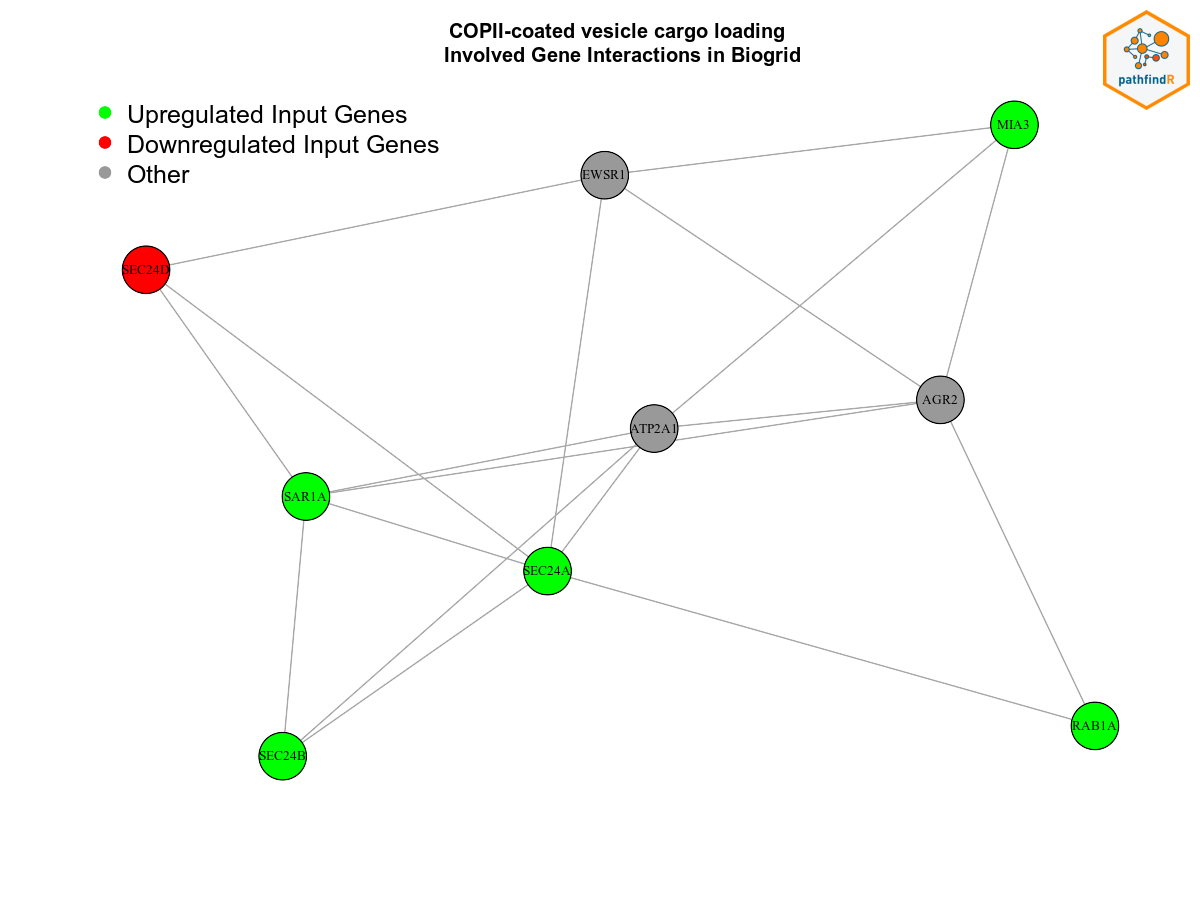 COPII-coated vesicle cargo loading
Involved Gene Interactions in Biogrid
pathfindR
Upregulated Input Genes
Downregulated Input Genes
Other
MIA3
EWSR1
SEC24D
AGR2
ATP2A1
SAR1A
SEC24A
RAB1A
SEC24B